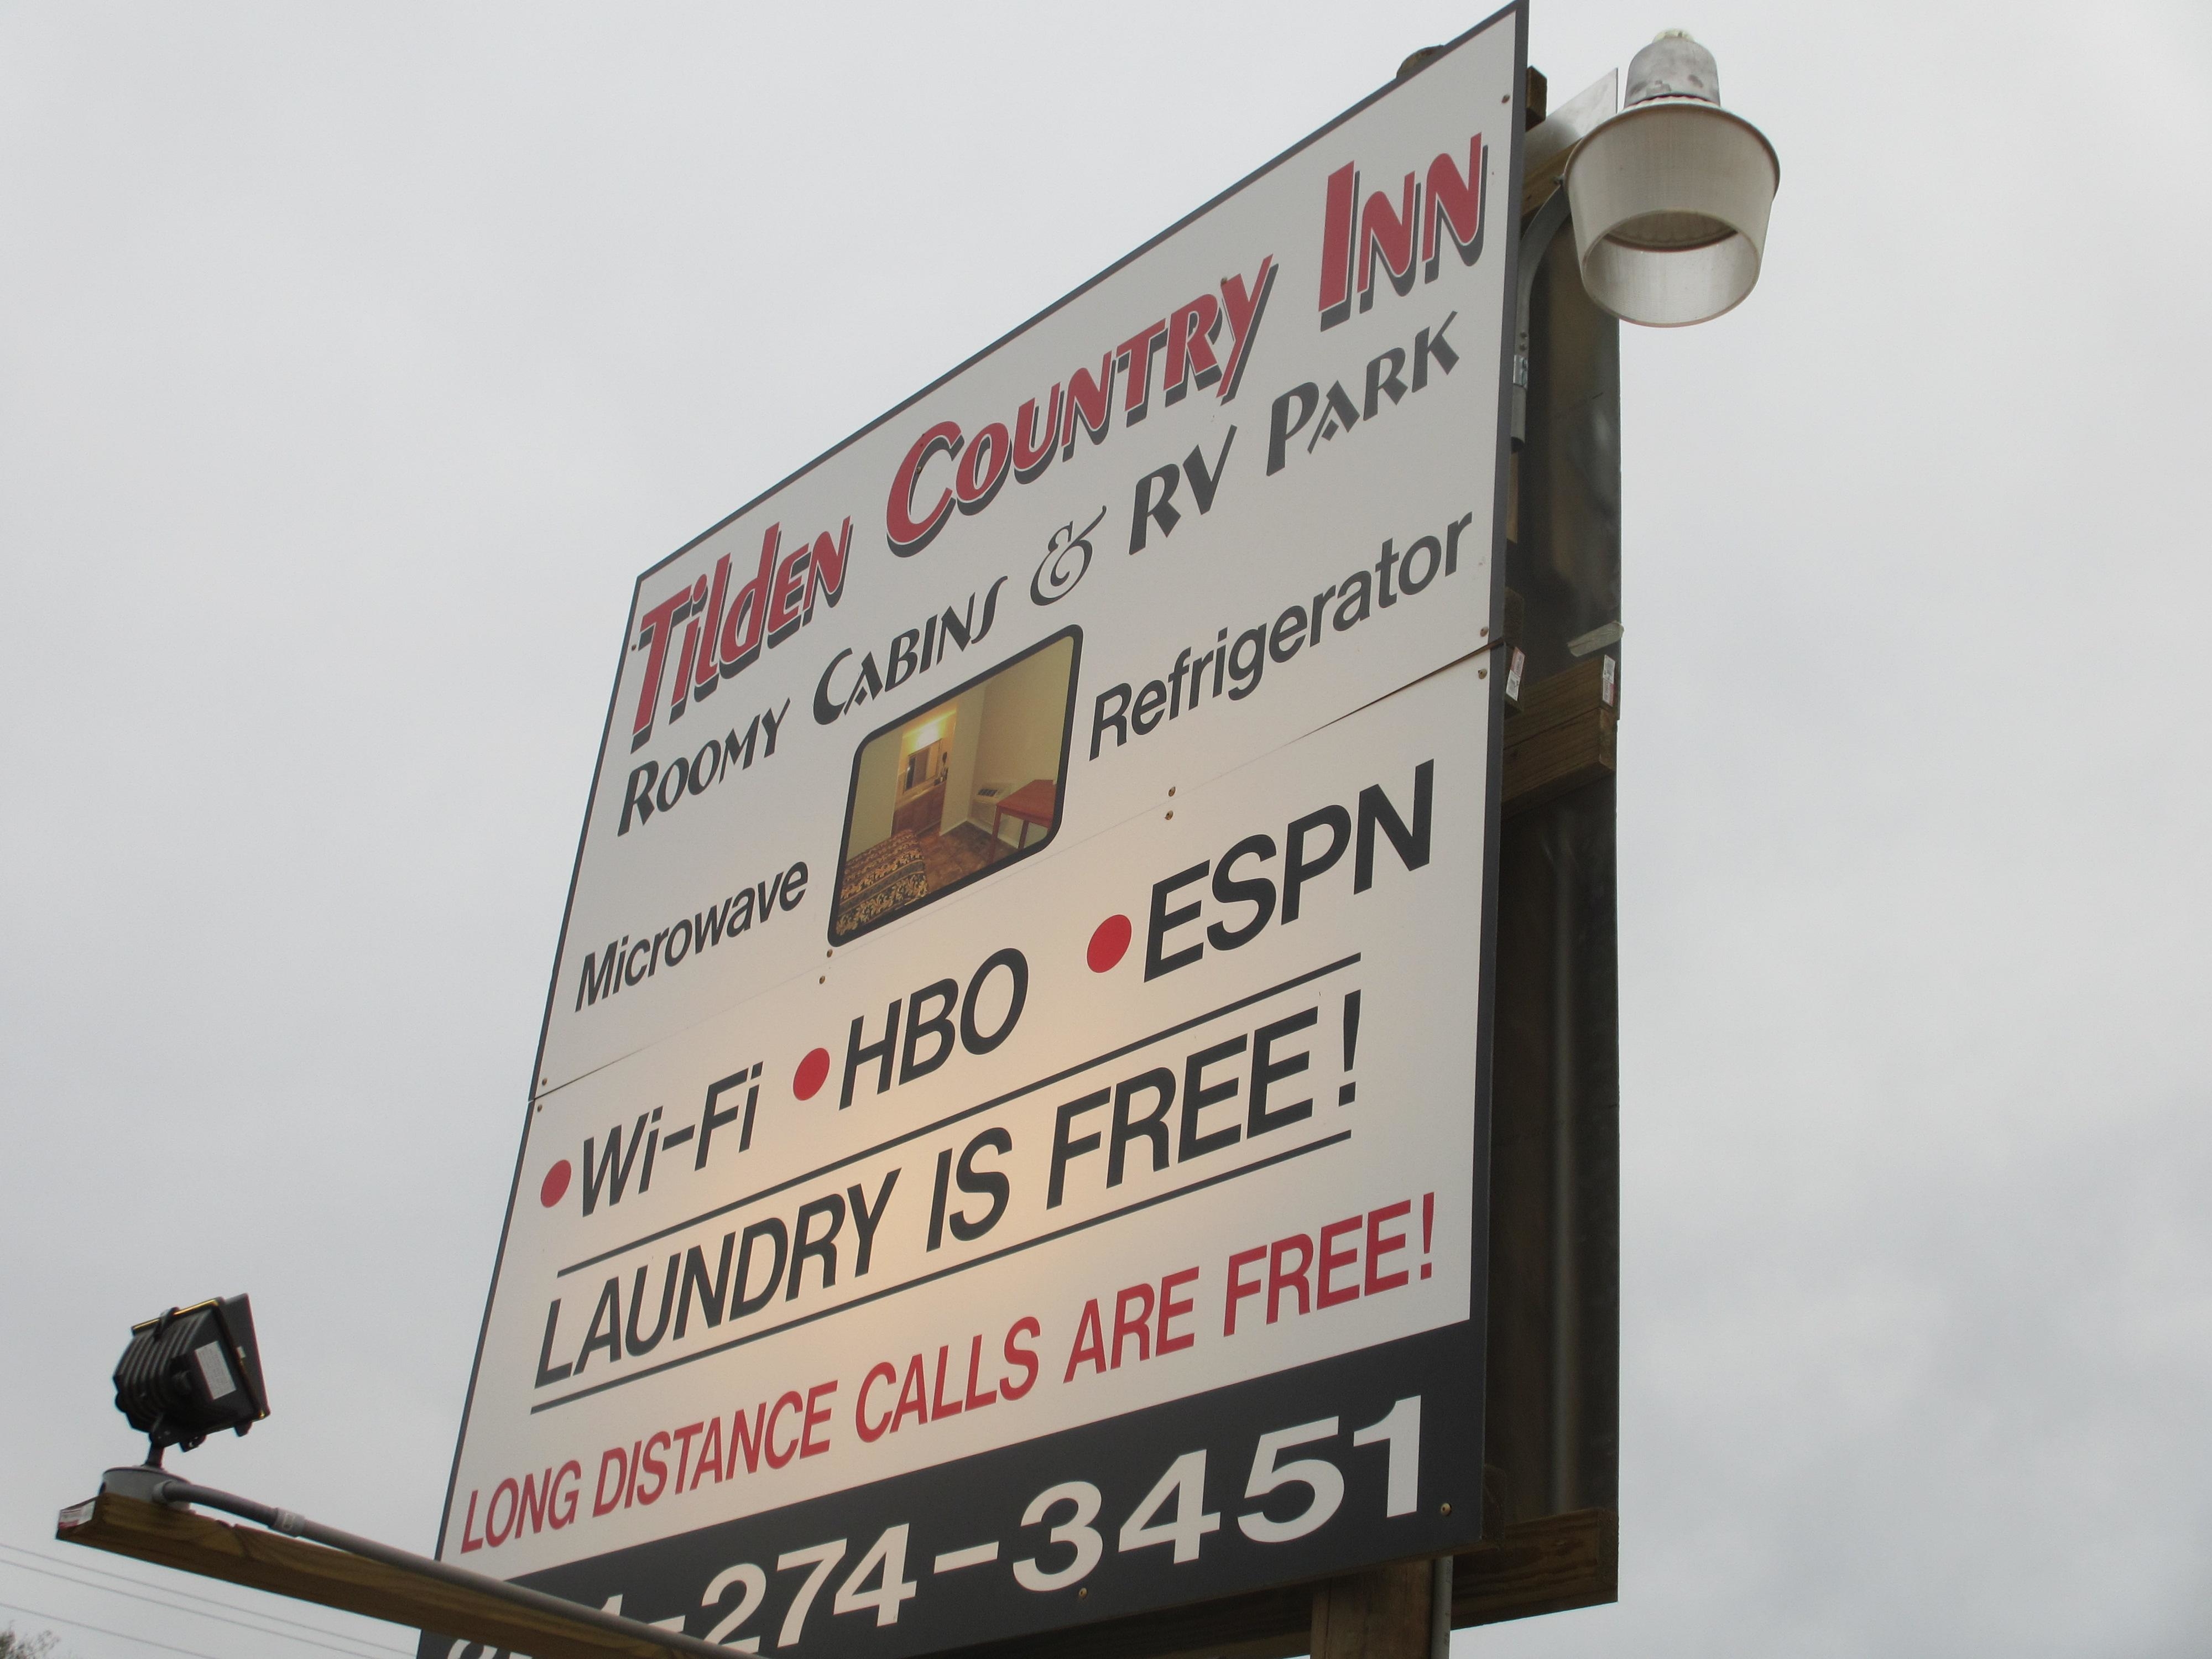 Tilden Country Inn
Roomy Cabins & RV Park
Microwave Refrigerator
•Wi-Fi •HBO •ESPN
LAUNDRY IS FREE!
LONG DISTANCE CALLS ARE FREE!
1-274-3451